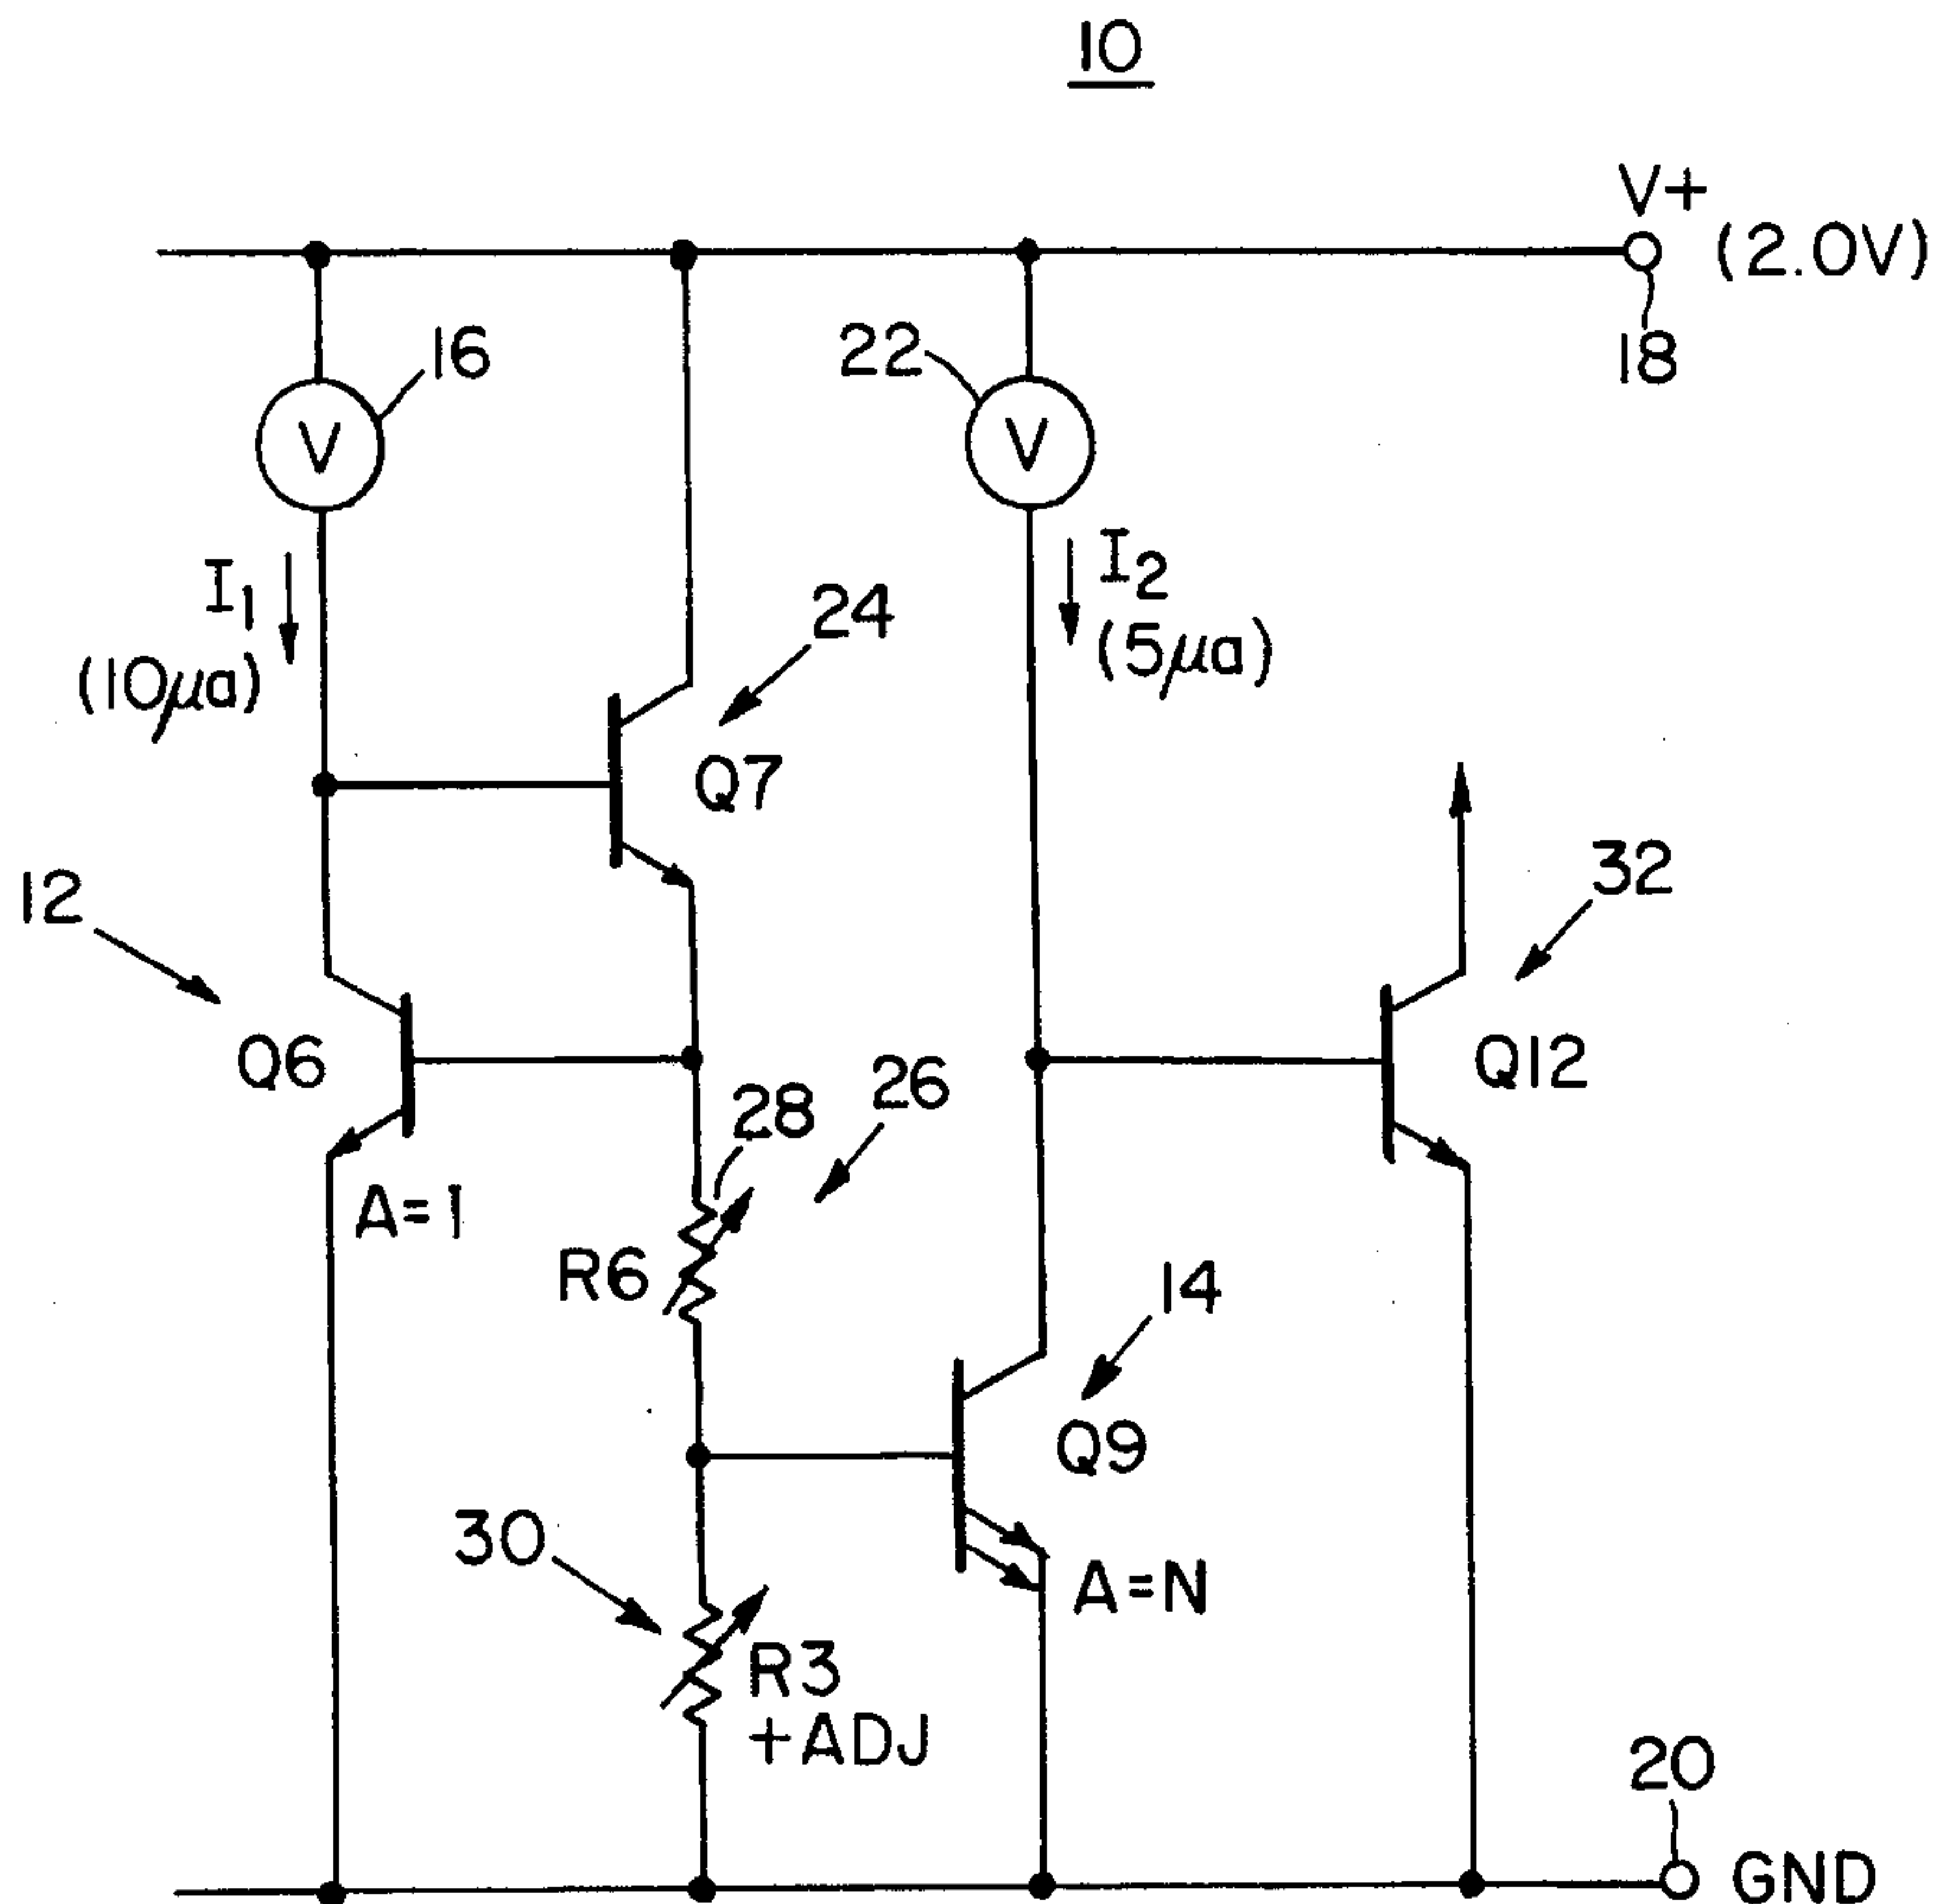 10
V+
(2.0V)
18
16
22
V
V
I1
(10μa)
I2
(5μa)
24
Q7
12
32
Q6
Q12
28
26
A=1
R6
14
Q9
30
A=N
R3
+ADJ
20
GND